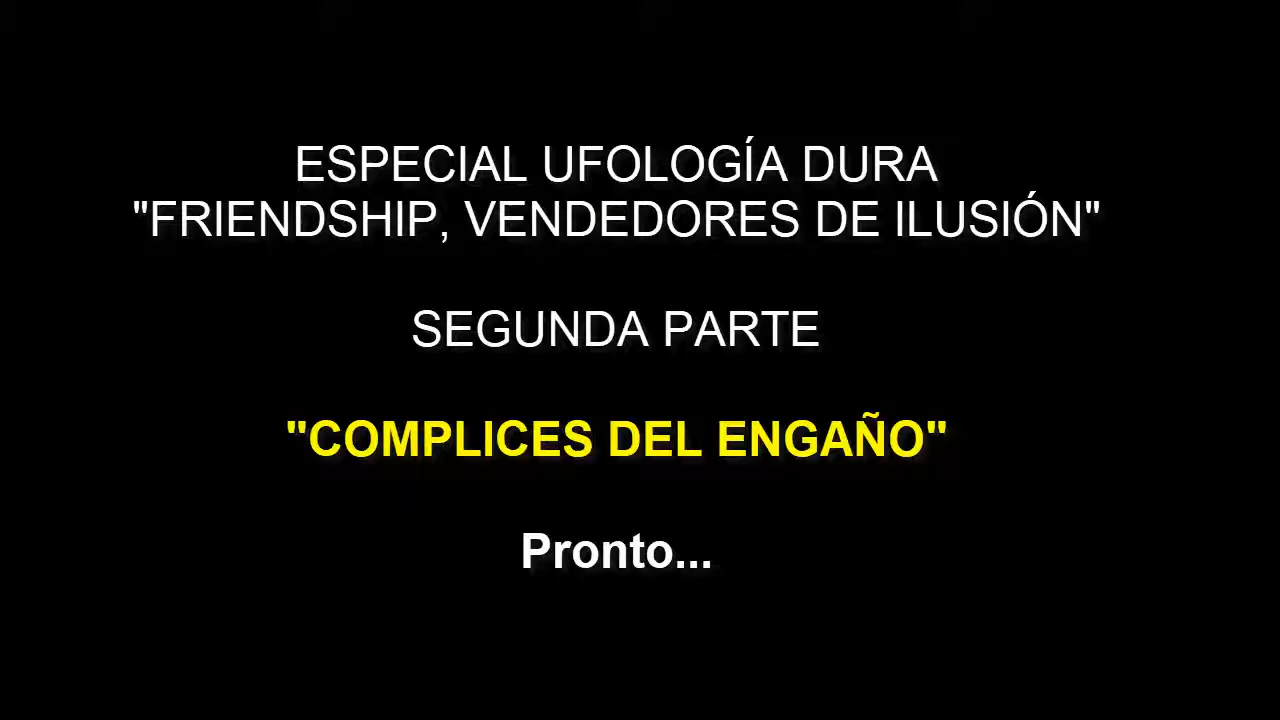 ESPECIAL UFOLOGÍA DURA
"FRIENDSHIP, VENDEDORES DE ILUSIÓN"
SEGUNDA PARTE
"COMPLICES DEL ENGAÑO"
Pronto...